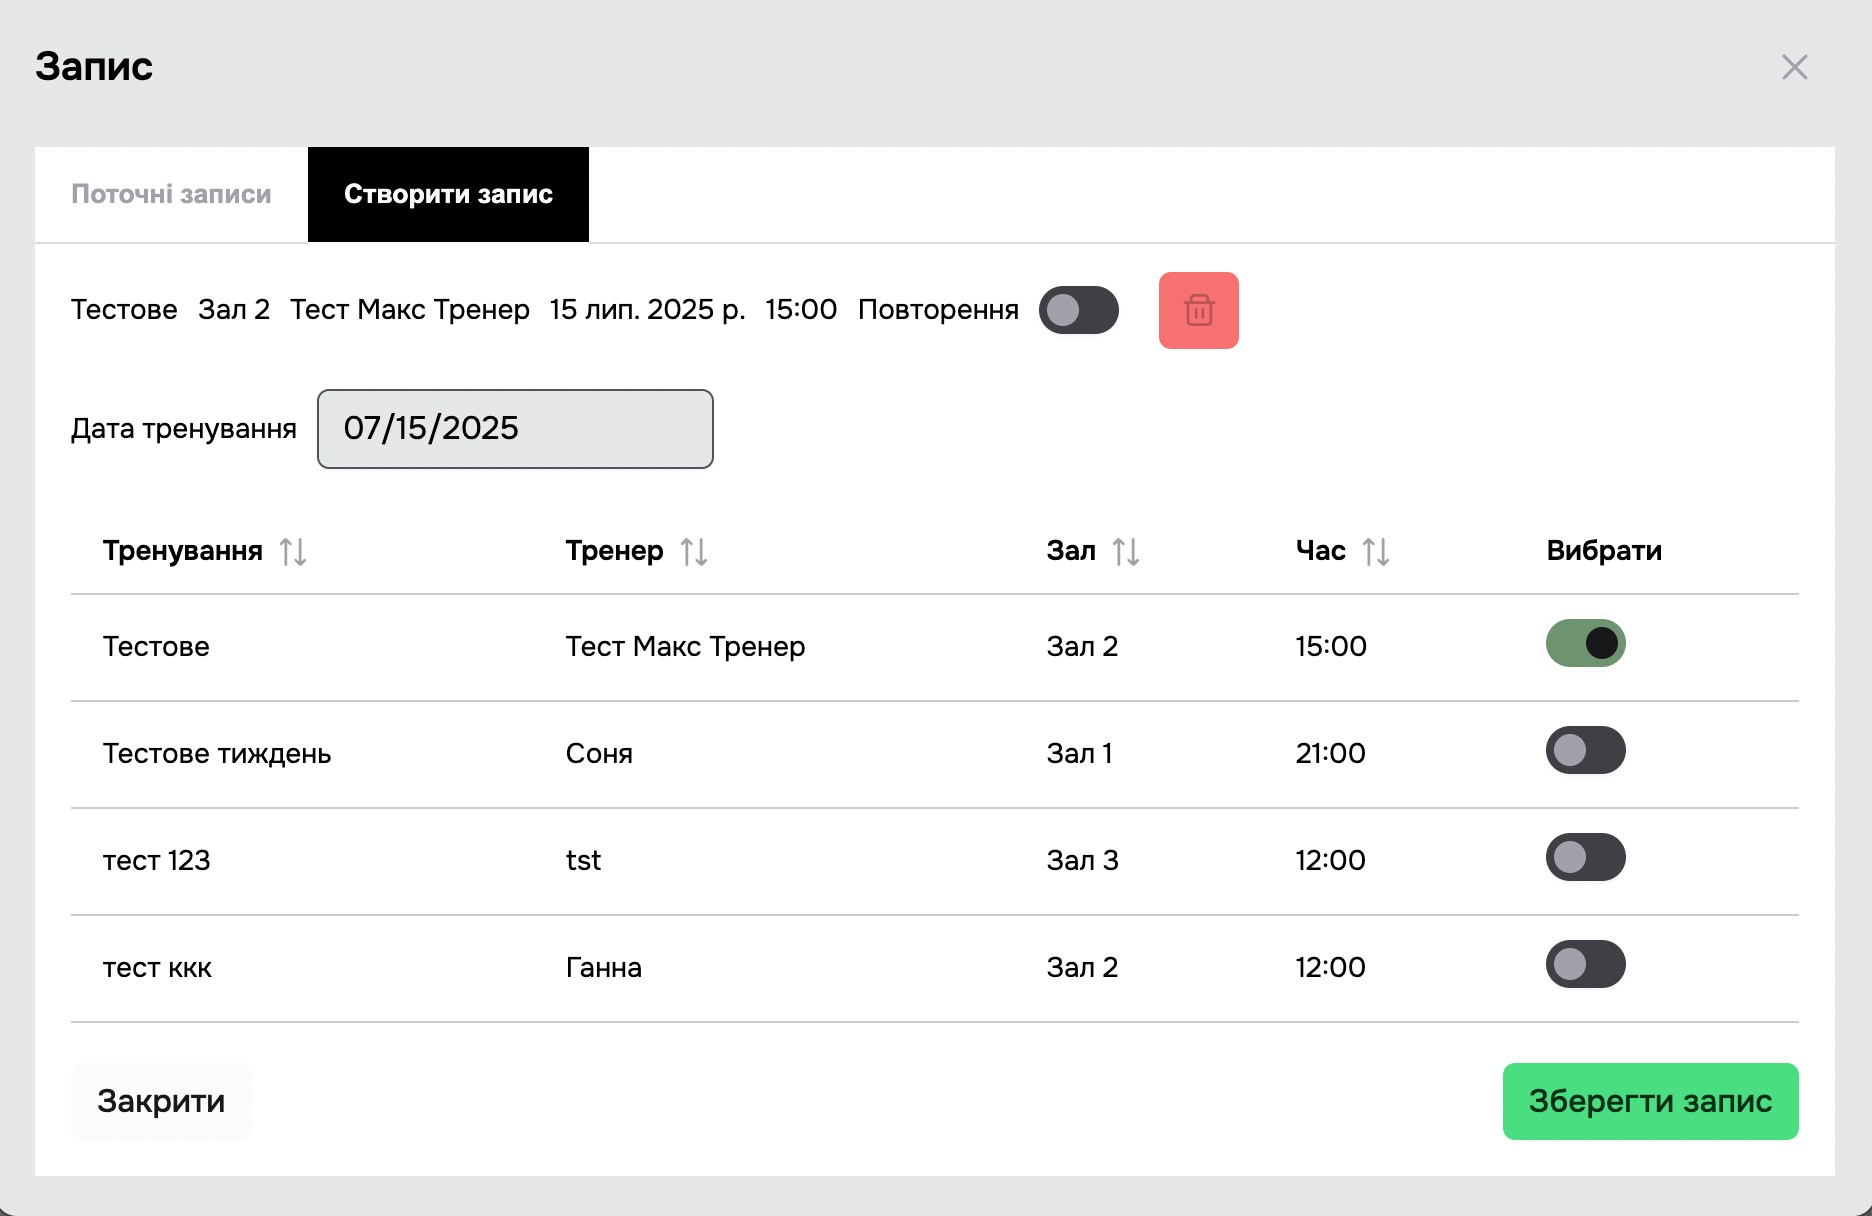 Запис
Поточні записи Створити запис
Тестове Зал 2 Тест Макс Тренер 15 лип. 2025 р. 15:00 Повторення
Дата тренування 07/15/2025
Тренування Тренер Зал Час Вибрати
Тестове Тест Макс Тренер Зал 2 15:00
Тестове тиждень Соня Зал 1 21:00
тест 123 tst Зал 3 12:00
тест ккк Ганна Зал 2 12:00
Закрити Зберегти запис